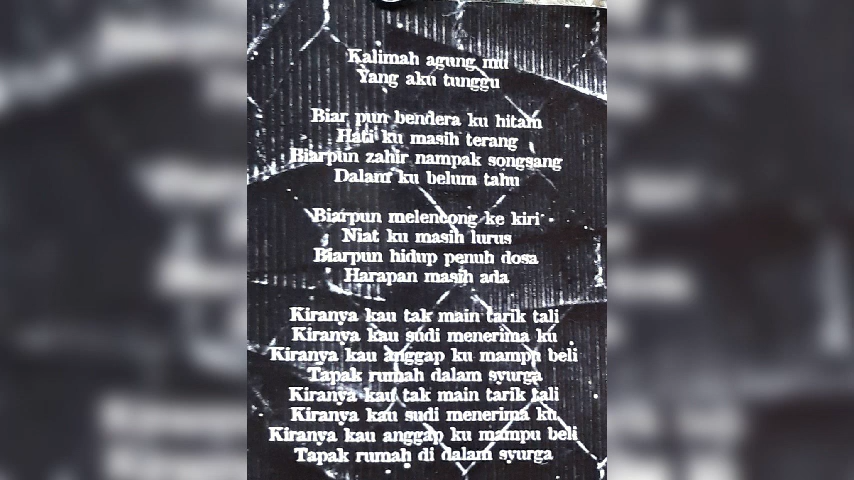 Kalimah agung mu
Yang aku tunggu
Biar pun bendera ku hitam
Hati ku masih terang
Biarpun zahir nampak songsang
Dalam ku belum tahu
Biarpun melencong ke kiri
Niat ku masih lurus
Biarpun hidup penuh dosa
Harapan masih ada
Kiranya kau tak main tarik tali
Kiranya kau sudi menerima ku
Kiranya kau anggap ku mampu beli
Tapak rumah dalam syurga
Kiranya kau tak main tarik tali
Kiranya kau sudi menerima ku
Kiranya kau anggap ku mampu beli
Tapak rumah di dalam syurga